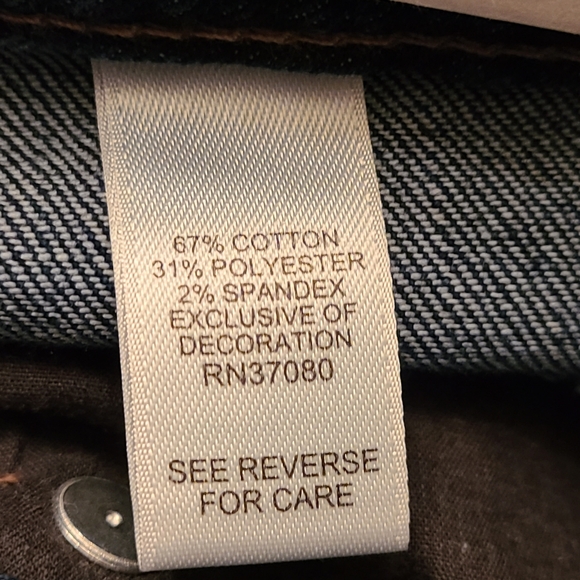 67% COTTON
31% POLYESTER
2% SPANDEX
EXCLUSIVE OF
DECORATION
RN37080
SEE REVERSE
FOR CARE